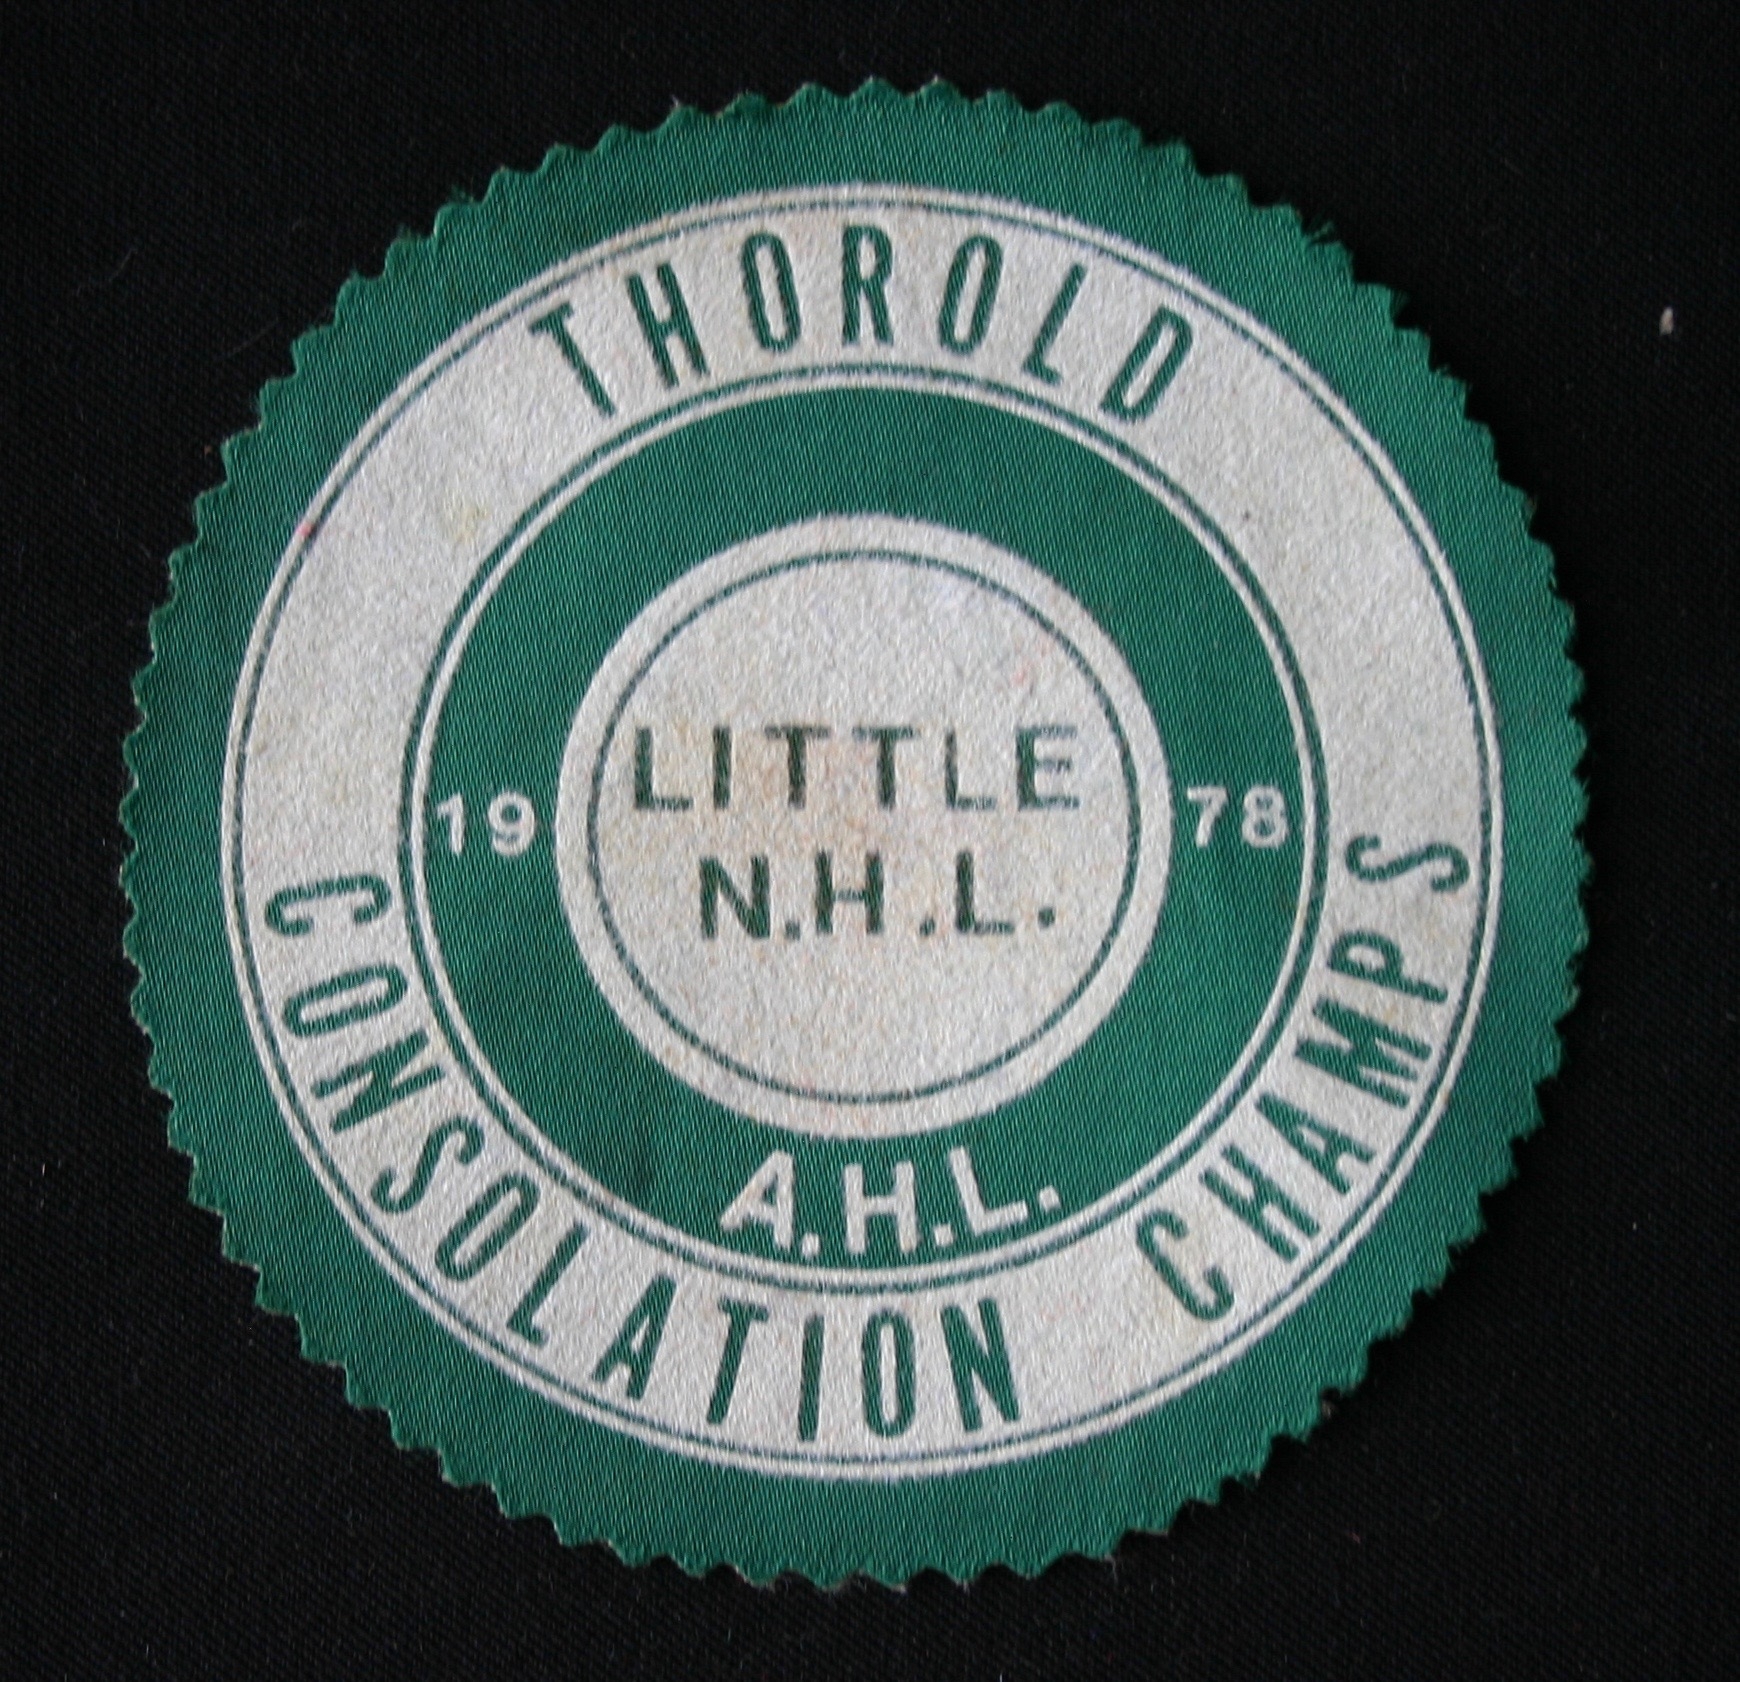 THOROLD
LITTLE
N.H.L.
19 78
A.H.L.
CONSOLATION CHAMPS